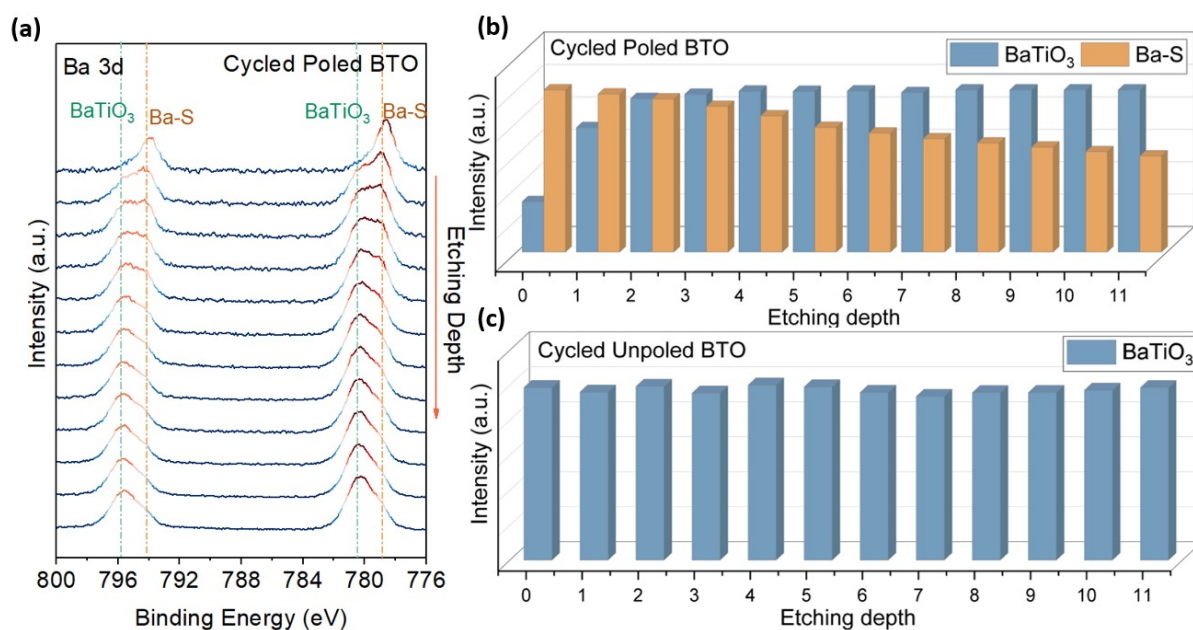 (a)
Ba 3d
Cycled Poled BTO
BaTiO3
Ba-S
BaTiO3
Ba-S
Intensity (a.u.)
Etching Depth
800 796 792 788 784 780 776
Binding Energy (eV)
(b)
Cycled Poled BTO
BaTiO3 Ba-S
Intensity (a.u.)
0 1 2 3 4 5 6 7 8 9 10 11
Etching depth
(c)
Cycled Unpoled BTO
BaTiO3
Intensity (a.u.)
0 1 2 3 4 5 6 7 8 9 10 11
Etching depth